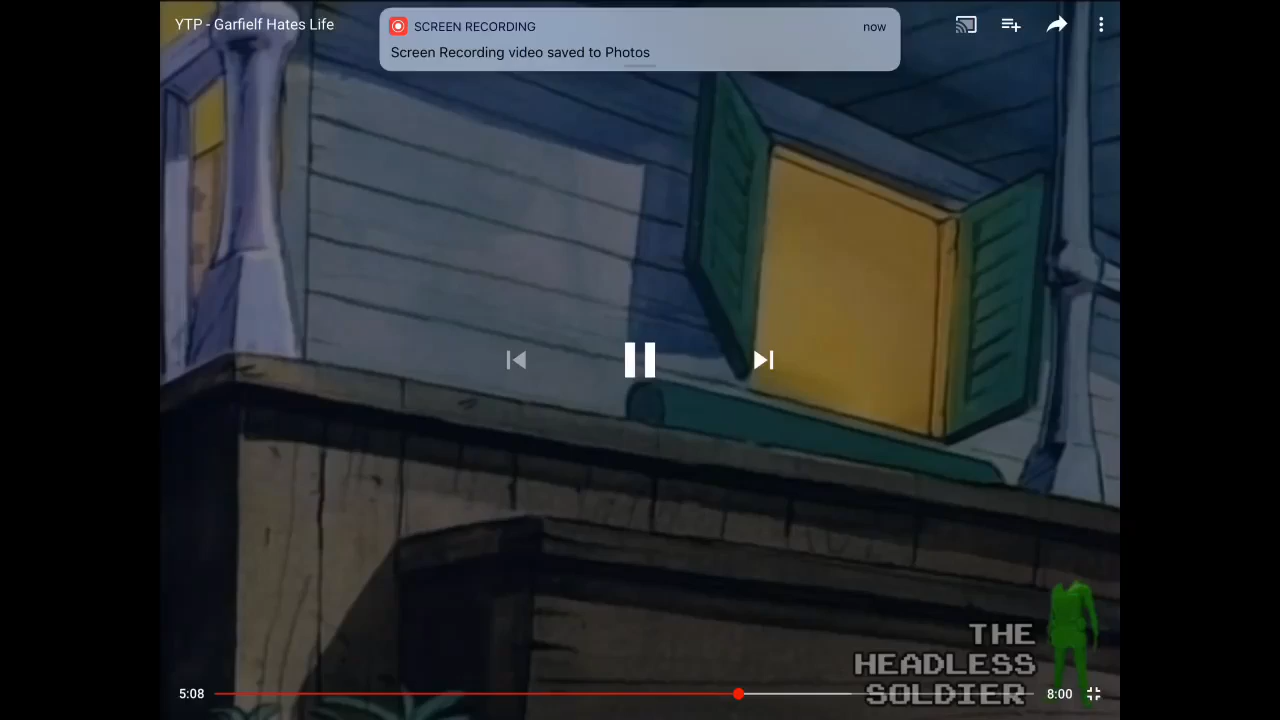 YTP - Garfielf Hates Life
SCREEN RECORDING
now
Screen Recording video saved to Photos
THE
HEADLESS
SOLDIER
5:08
8:00